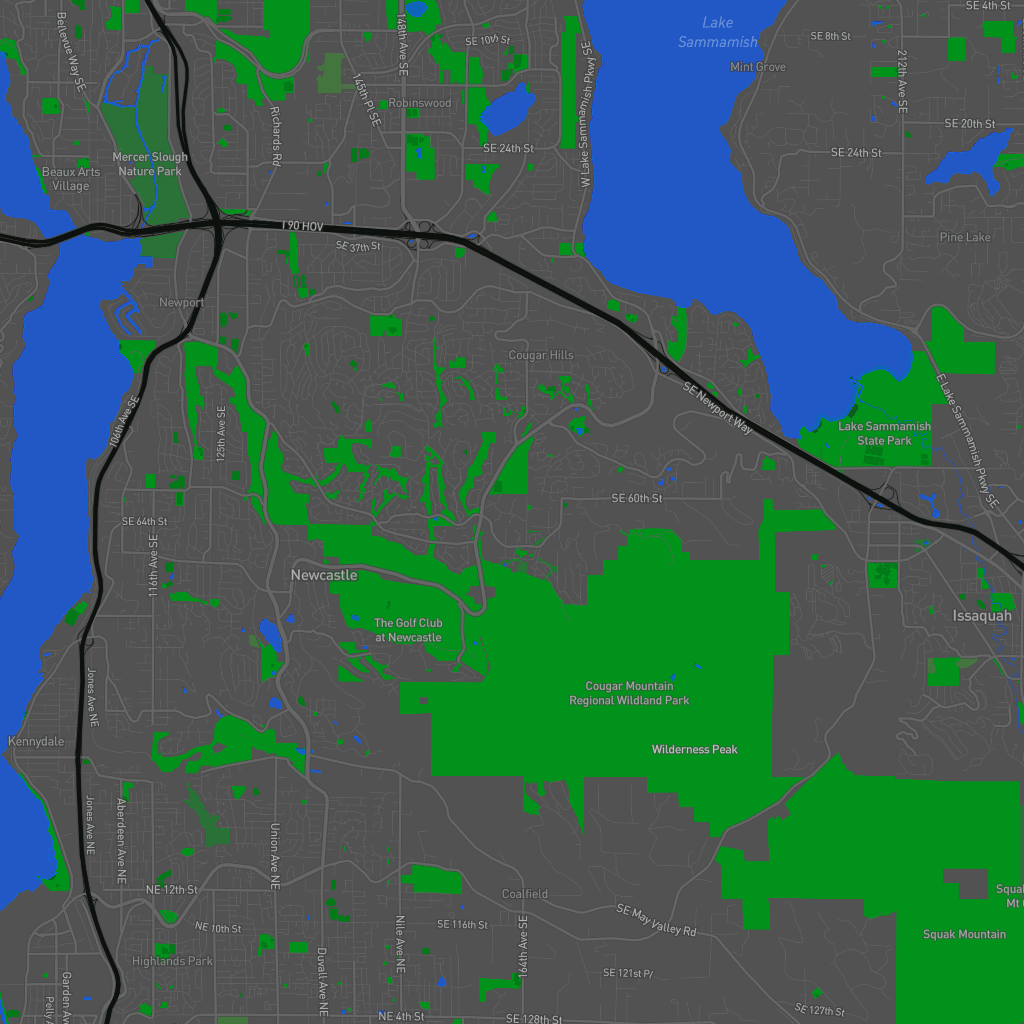 Bellevue Way SE
148th Ave SE
SE 10th St
W Lake Sammamish Pkwy SE
Lake
Sammamish
SE 4th St
SE 8th St
212th Ave SE
Mint Grove
145th Pl SE
Robinswood
Richards Rd
SE 20th St
SE 24th St
SE 24th St
Mercer Slough
Nature Park
Beaux Arts
Village
I 90 HOV
SE 37th St
Pine Lake
Newport
Cougar Hills
SE Newport Way
E Lake Sammamish Pkwy SE
106th Ave SE
125th Ave SE
Lake Sammamish
State Park
SE 60th St
SE 64th St
116th Ave SE
Newcastle
The Golf Club
at Newcastle
Issaquah
Cougar Mountain
Regional Wildland Park
Jones Ave NE
Kennydale
Wilderness Peak
Jones Ave NE
Aberdeen Ave NE
Union Ave NE
NE 12th St
Coalfield
Squak Mountain
NE 10th St
Nile Ave NE
SE 116th St
164th Ave SE
SE May Valley Rd
Highlands Park
Duvall Ave NE
SE 121st Pl
Garden Ave
Pelly A
NE 4th St
SE 128th St
SE 127th St